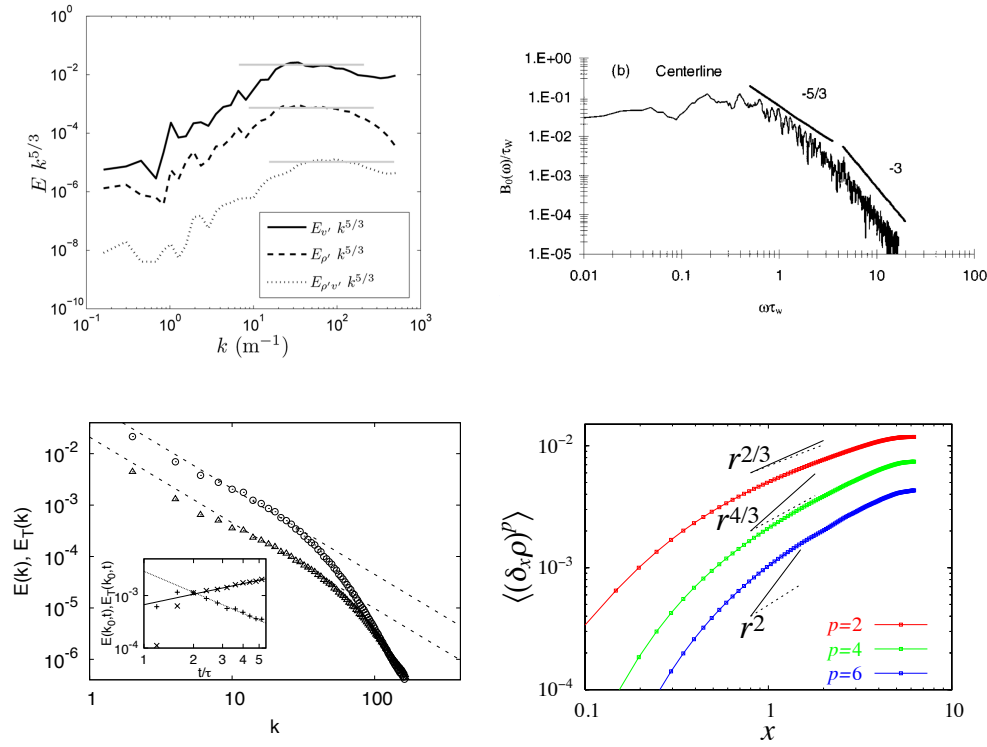 10^0
10^-2
10^-4
10^-6
10^-8
10^-10
E k^{5/3}
E_{v'} k^{5/3}
E_{ρ'} k^{5/3}
E_{ρ'v'} k^{5/3}
10^-1 10^0 10^1 10^2 10^3
k (m^{-1})
(b) Centerline
1.E+00
1.E-01
1.E-02
1.E-03
1.E-04
1.E-05
B_0(ω)/τ_w
-5/3
-3
0.01 0.1 1 10 100
ωτ_w
10^-2
10^-3
10^-4
10^-5
10^-6
E(k), E_T(k)
10^-3
10^-4
E(k_0,t),E_T(k_0,t)
1 2 3 4 5
t/τ
1 10 100
k
10^-2
10^-3
10^-4
⟨(δ_xρ)^p⟩
r^{2/3}
r^{4/3}
r^2
p=2
p=4
p=6
0.1 1 10
x